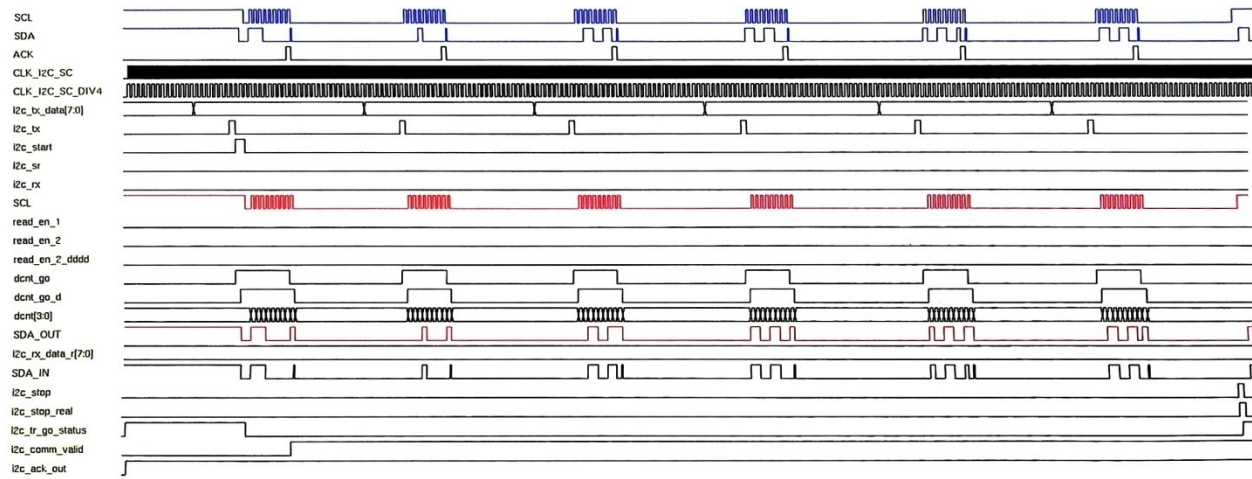 SCL
SDA
ACK
CLK_I2C_SC
CLK_I2C_SC_DIV4
i2c_tx_data[7:0]
i2c_tx
i2c_start
i2c_sr
i2c_rx
SCL
read_en_1
read_en_2
read_en_2_dddd
dcnt_go
dcnt_go_d
dcnt[3:0]
SDA_OUT
i2c_rx_data_r[7:0]
SDA_IN
i2c_stop
i2c_stop_real
i2c_tr_go_status
i2c_comm_valid
i2c_ack_out